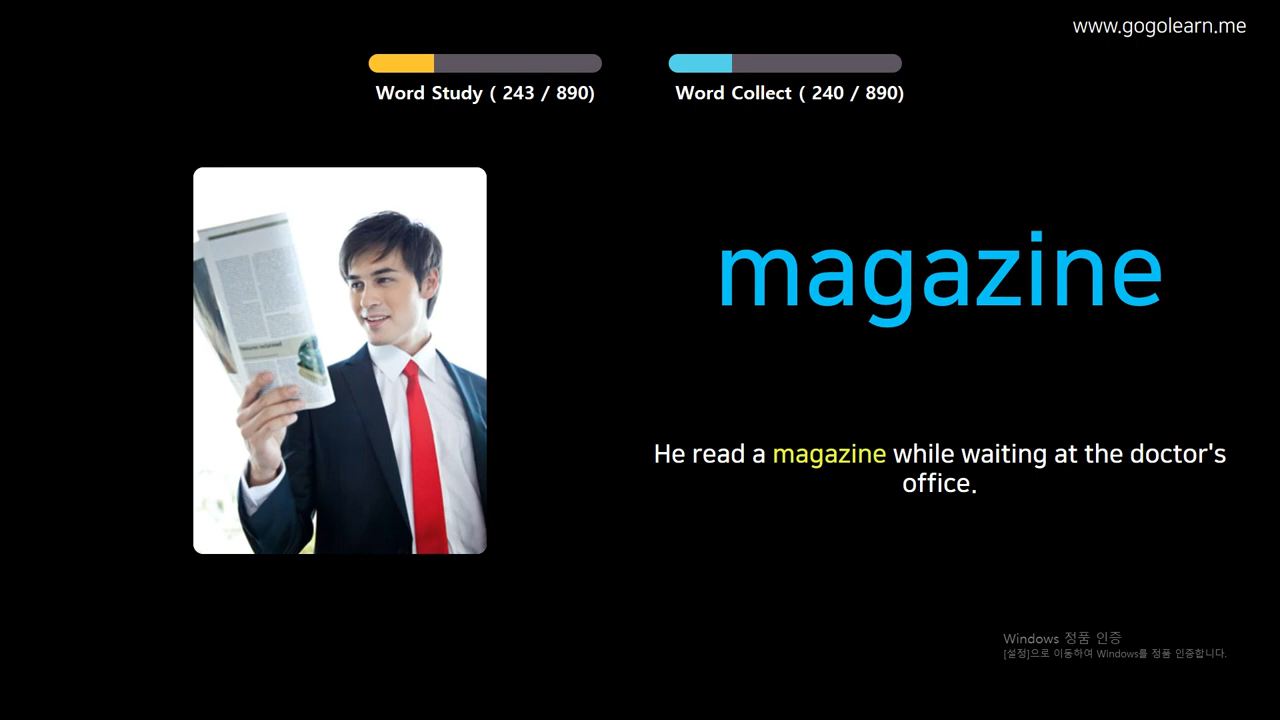 www.gogolearn.me
Word Study ( 243 / 890)
Word Collect ( 240 / 890)
magazine
He read a magazine while waiting at the doctor's
office.
Windows 정품 인증
[설정]으로 이동하여 Windows를 정품 인증합니다.